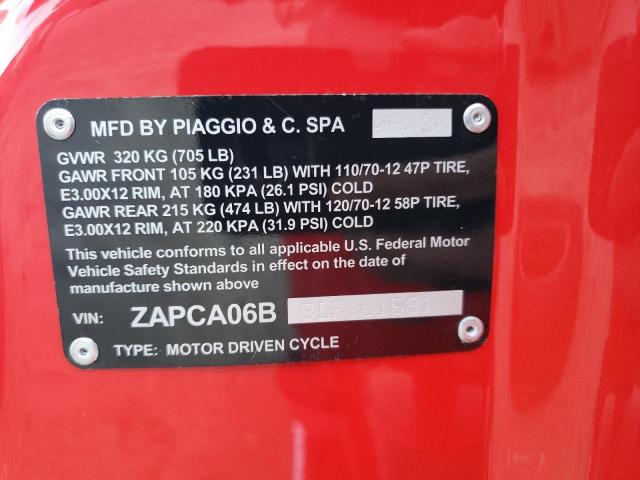 MFD BY PIAGGIO & C. SPA
GVWR 320 KG (705 LB)
GAWR FRONT 105 KG (231 LB) WITH 110/70-12 47P TIRE,
E3.00X12 RIM, AT 180 KPA (26.1 PSI) COLD
GAWR REAR 215 KG (474 LB) WITH 120/70-12 58P TIRE,
E3.00X12 RIM, AT 220 KPA (31.9 PSI) COLD
This vehicle conforms to all applicable U.S. Federal Motor
Vehicle Safety Standards in effect on the date of
manufacture shown above
VIN: ZAPCA06B
TYPE: MOTOR DRIVEN CYCLE